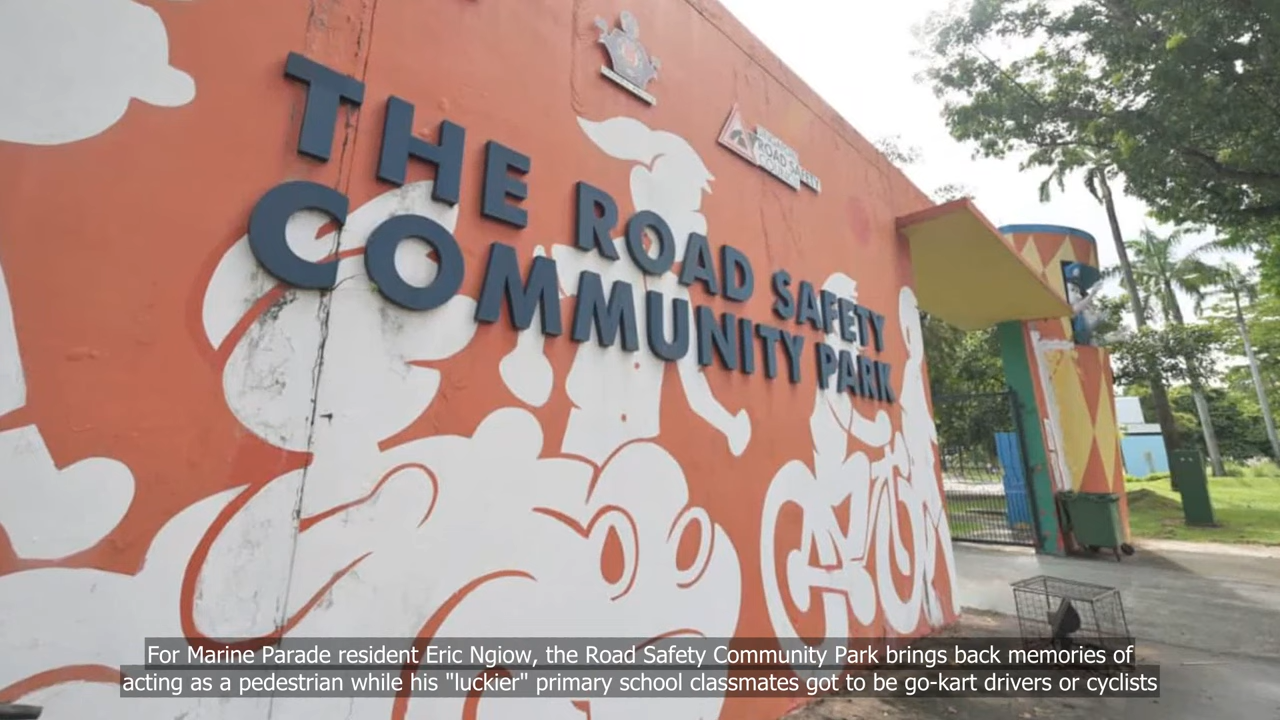 THE ROAD SAFETY
COMMUNITY PARK
ROAD SAFETY
COUNCIL
For Marine Parade resident Eric Ngiow, the Road Safety Community Park brings back memories of
acting as a pedestrian while his "luckier" primary school classmates got to be go-kart drivers or cyclists